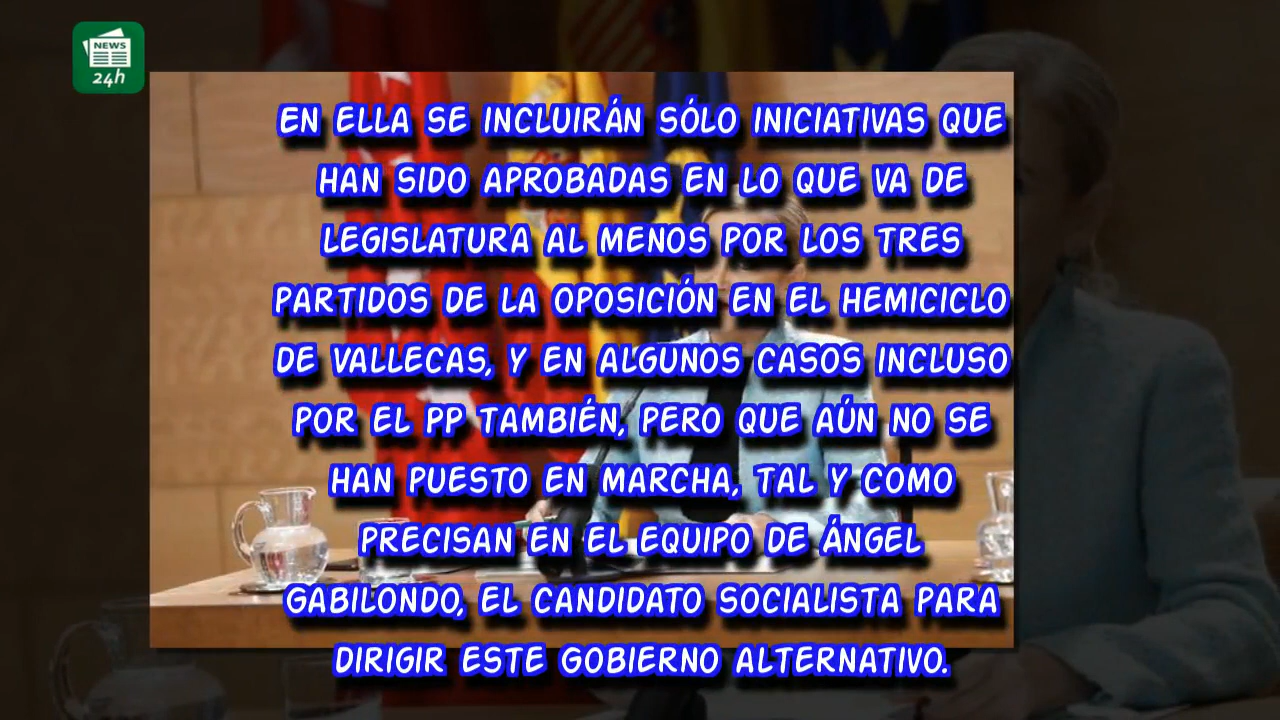 NEWS
24h
EN ELLA SE INCLUIRÁN SÓLO INICIATIVAS QUE
HAN SIDO APROBADAS EN LO QUE VA DE
LEGISLATURA AL MENOS POR LOS TRES
PARTIDOS DE LA OPOSICIÓN EN EL HEMICICLO
DE VALLECAS, Y EN ALGUNOS CASOS INCLUSO
POR EL PP TAMBIÉN, PERO QUE AÚN NO SE
HAN PUESTO EN MARCHA, TAL Y COMO
PRECISAN EN EL EQUIPO DE ÁNGEL
GABILONDO, EL CANDIDATO SOCIALISTA PARA
DIRIGIR ESTE GOBIERNO ALTERNATIVO.